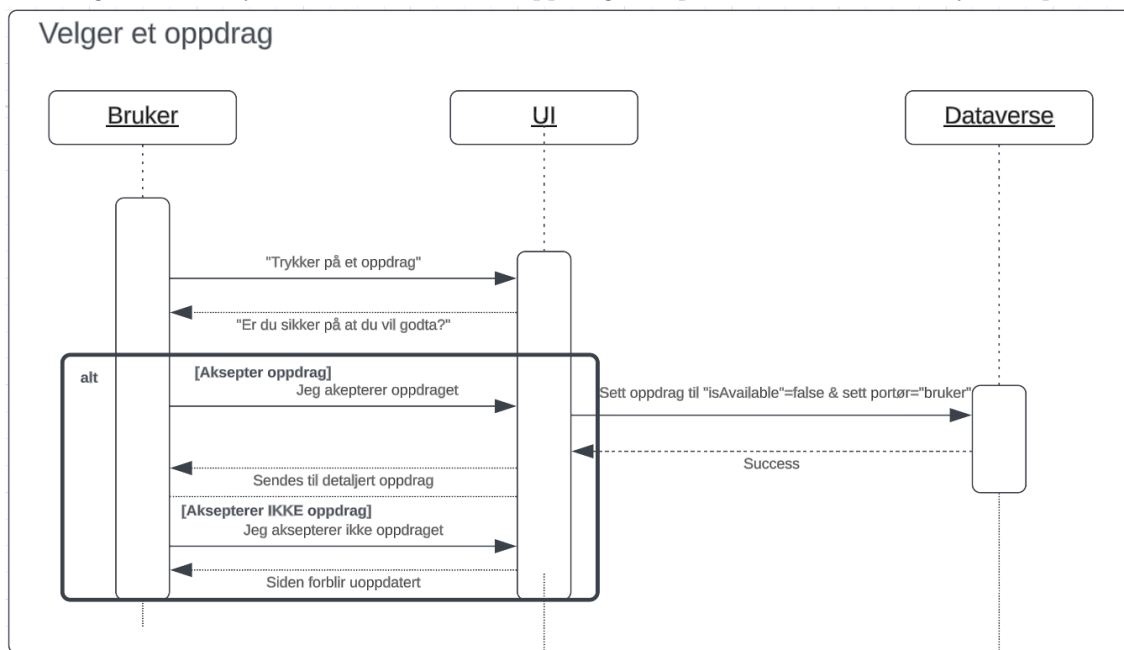 Velger et oppdrag
Bruker
UI
Dataverse
"Trykker på et oppdrag"
"Er du sikker på at du vil godta?"
alt
[Aksepter oppdrag]
Jeg akepterer oppdraget
Sett oppdrag til "isAvailable"=false & sett portør="bruker"
Success
Sendes til detaljert oppdrag
[Aksepterer IKKE oppdrag]
Jeg aksepterer ikke oppdraget
Siden forblir uoppdatert